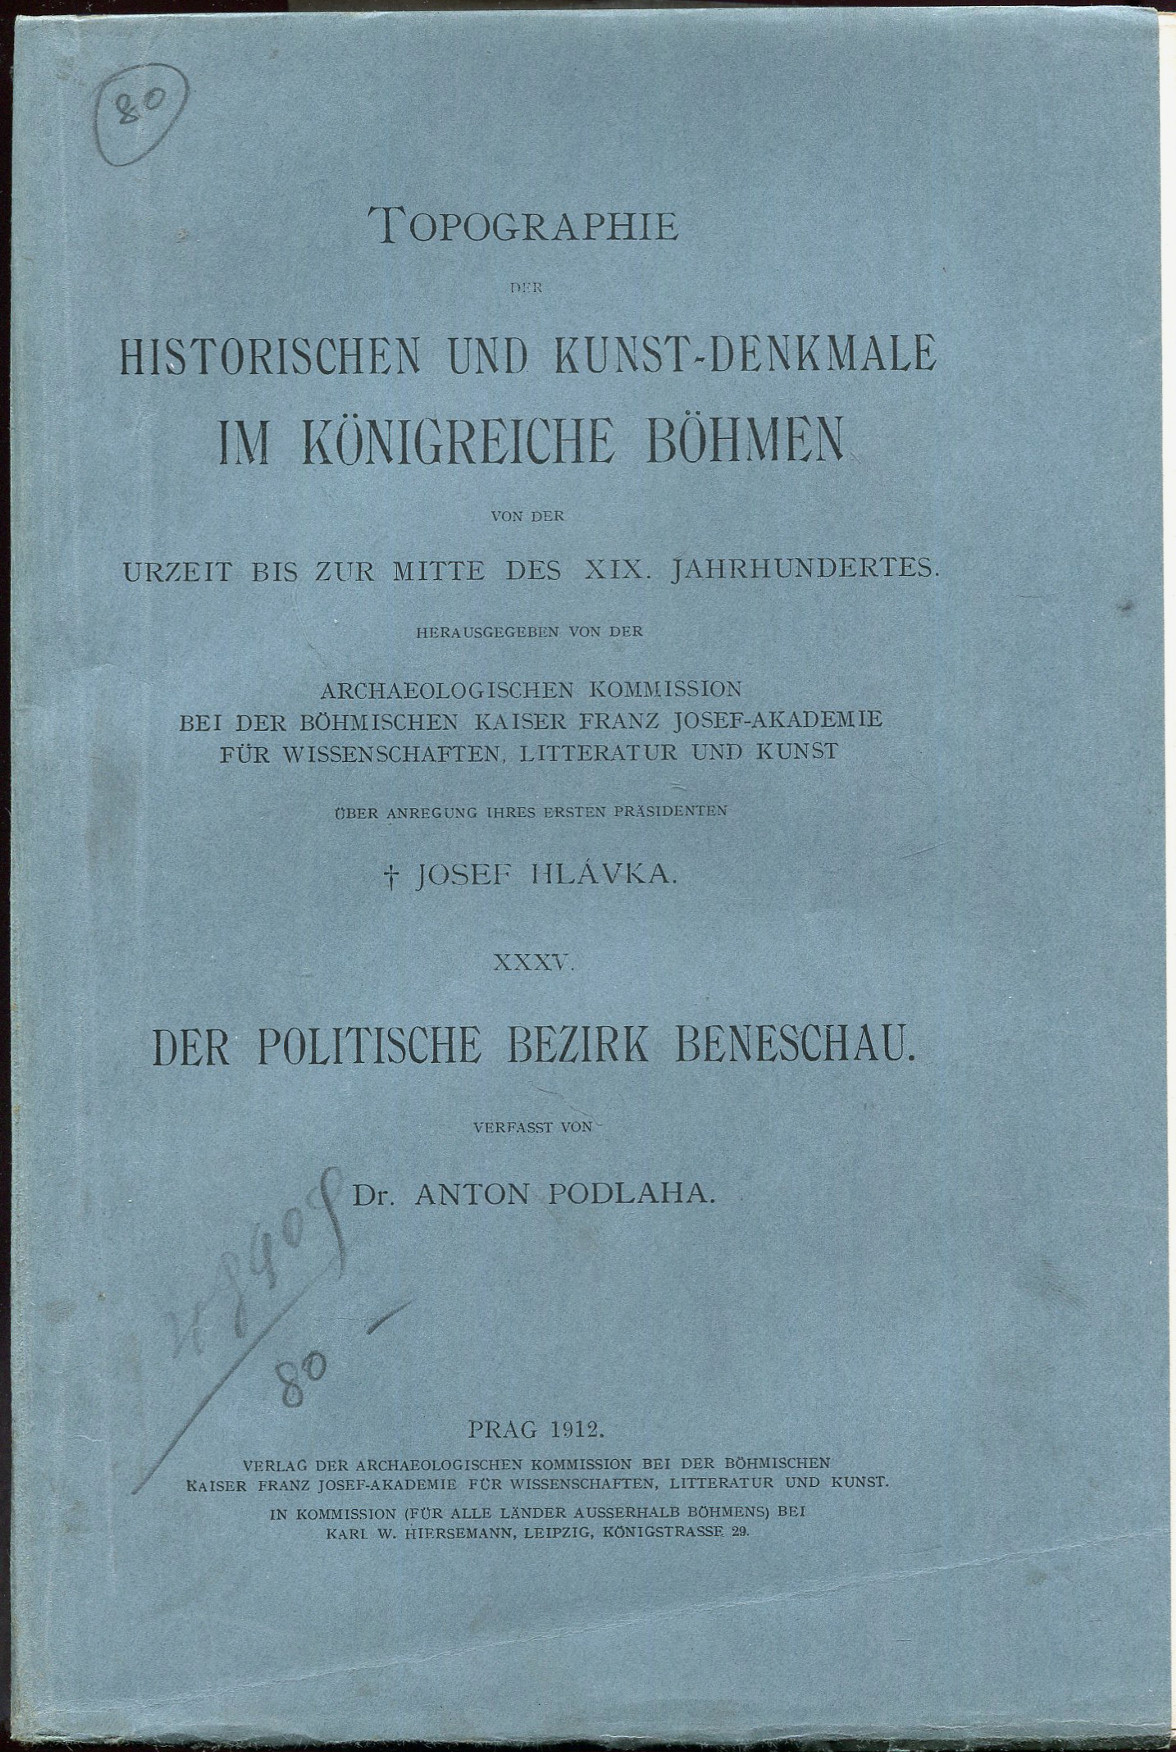 80
TOPOGRAPHIE
DER
HISTORISCHEN UND KUNST-DENKMALE
IM KÖNIGREICHE BÖHMEN
VON DER
URZEIT BIS ZUR MITTE DES XIX. JAHRHUNDERTES.
HERAUSGEGEBEN VON DER
ARCHAEOLOGISCHEN KOMMISSION
BEI DER BÖHMISCHEN KAISER FRANZ JOSEF-AKADEMIE
FÜR WISSENSCHAFTEN, LITTERATUR UND KUNST
ÜBER ANREGUNG IHRES ERSTEN PRÄSIDENTEN
† JOSEF HLÁVKA.
XXXV.
DER POLITISCHE BEZIRK BENESCHAU.
VERFASST VON
Dr. ANTON PODLAHA.
80
PRAG 1912.
VERLAG DER ARCHAEOLOGISCHEN KOMMISSION BEI DER BÖHMISCHEN
KAISER FRANZ JOSEF-AKADEMIE FÜR WISSENSCHAFTEN, LITTERATUR UND KUNST.
IN KOMMISSION (FÜR ALLE LÄNDER AUSSERHALB BÖHMENS) BEI
KARL W. HIERSEMANN, LEIPZIG, KÖNIGSTRASSE 29.